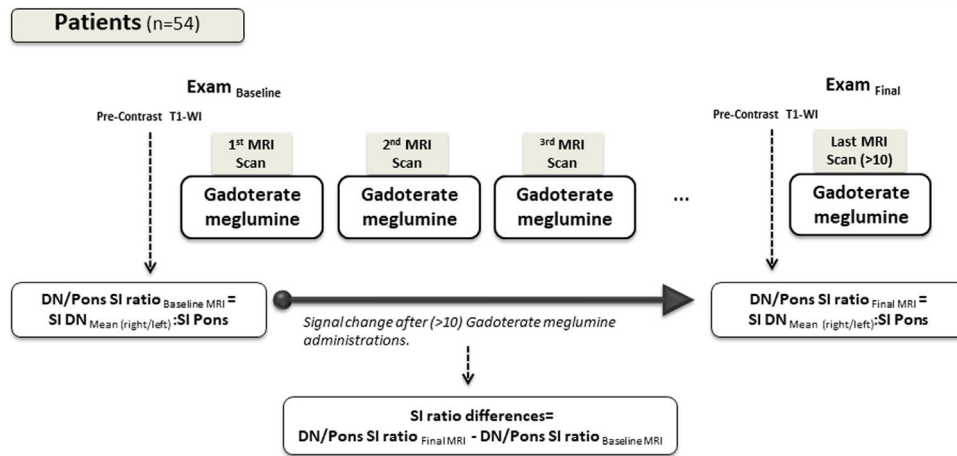 Patients (n=54)
Exam Baseline
Exam Final
Pre-Contrast T1-WI
Pre-Contrast T1-WI
1st MRI
Scan
2nd MRI
Scan
3rd MRI
Scan
Last MRI
Scan (>10)
Gadoterate
meglumine
Gadoterate
meglumine
Gadoterate
meglumine
...
Gadoterate
meglumine
DN/Pons SI ratio Baseline MRI =
SI DN Mean (right/left):SI Pons
Signal change after (>10) Gadoterate meglumine
administrations.
DN/Pons SI ratio Final MRI =
SI DN Mean (right/left):SI Pons
SI ratio differences=
DN/Pons SI ratio Final MRI - DN/Pons SI ratio Baseline MRI